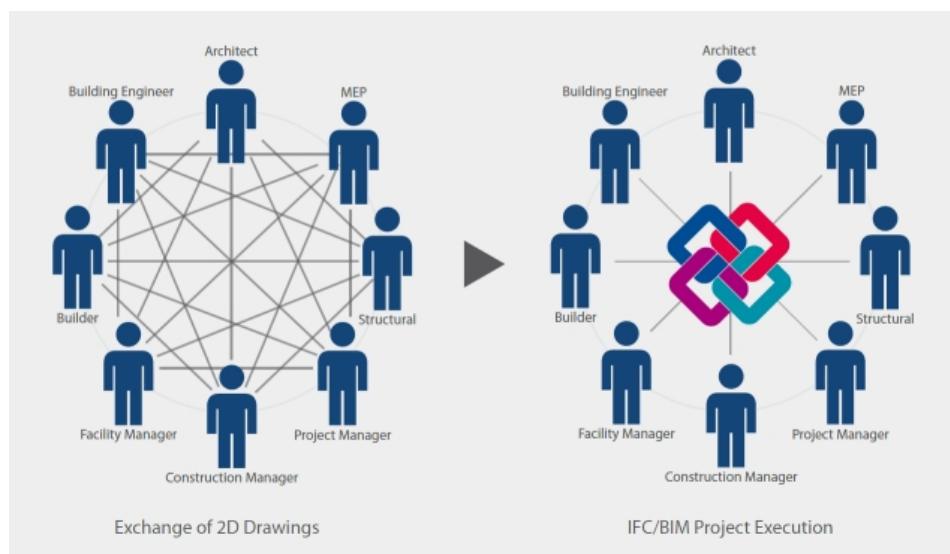 Architect
Building Engineer
MEP
Builder
Structural
Facility Manager
Project Manager
Construction Manager
Exchange of 2D Drawings
Architect
Building Engineer
MEP
Builder
Structural
Facility Manager
Project Manager
Construction Manager
IFC/BIM Project Execution